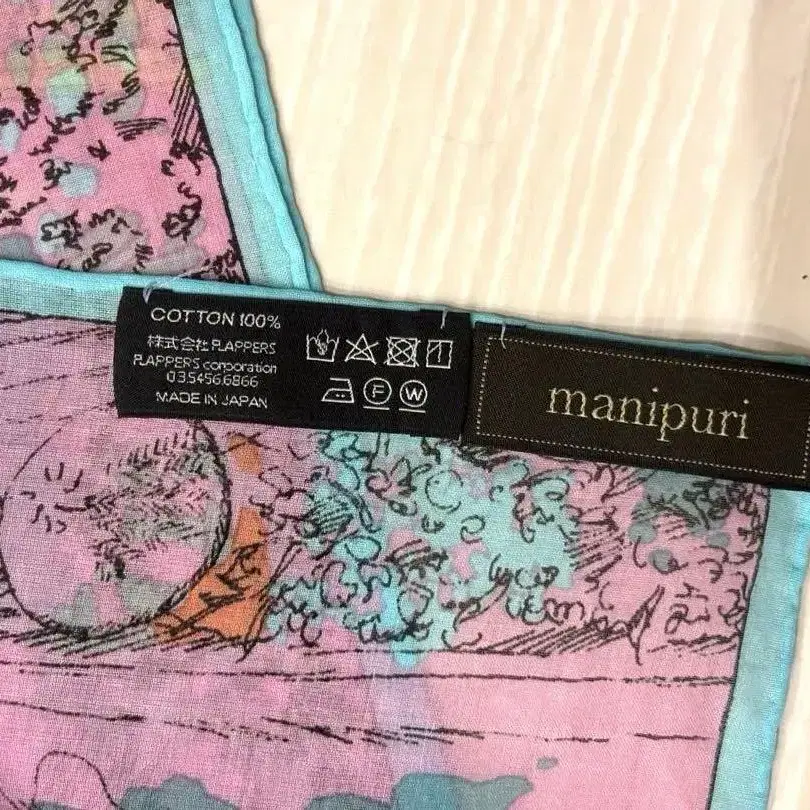 COTTON 100%
株式会社 FLAPPERS
FLAPPERS corporation
0354566866
MADE IN JAPAN
F
W
manipuri